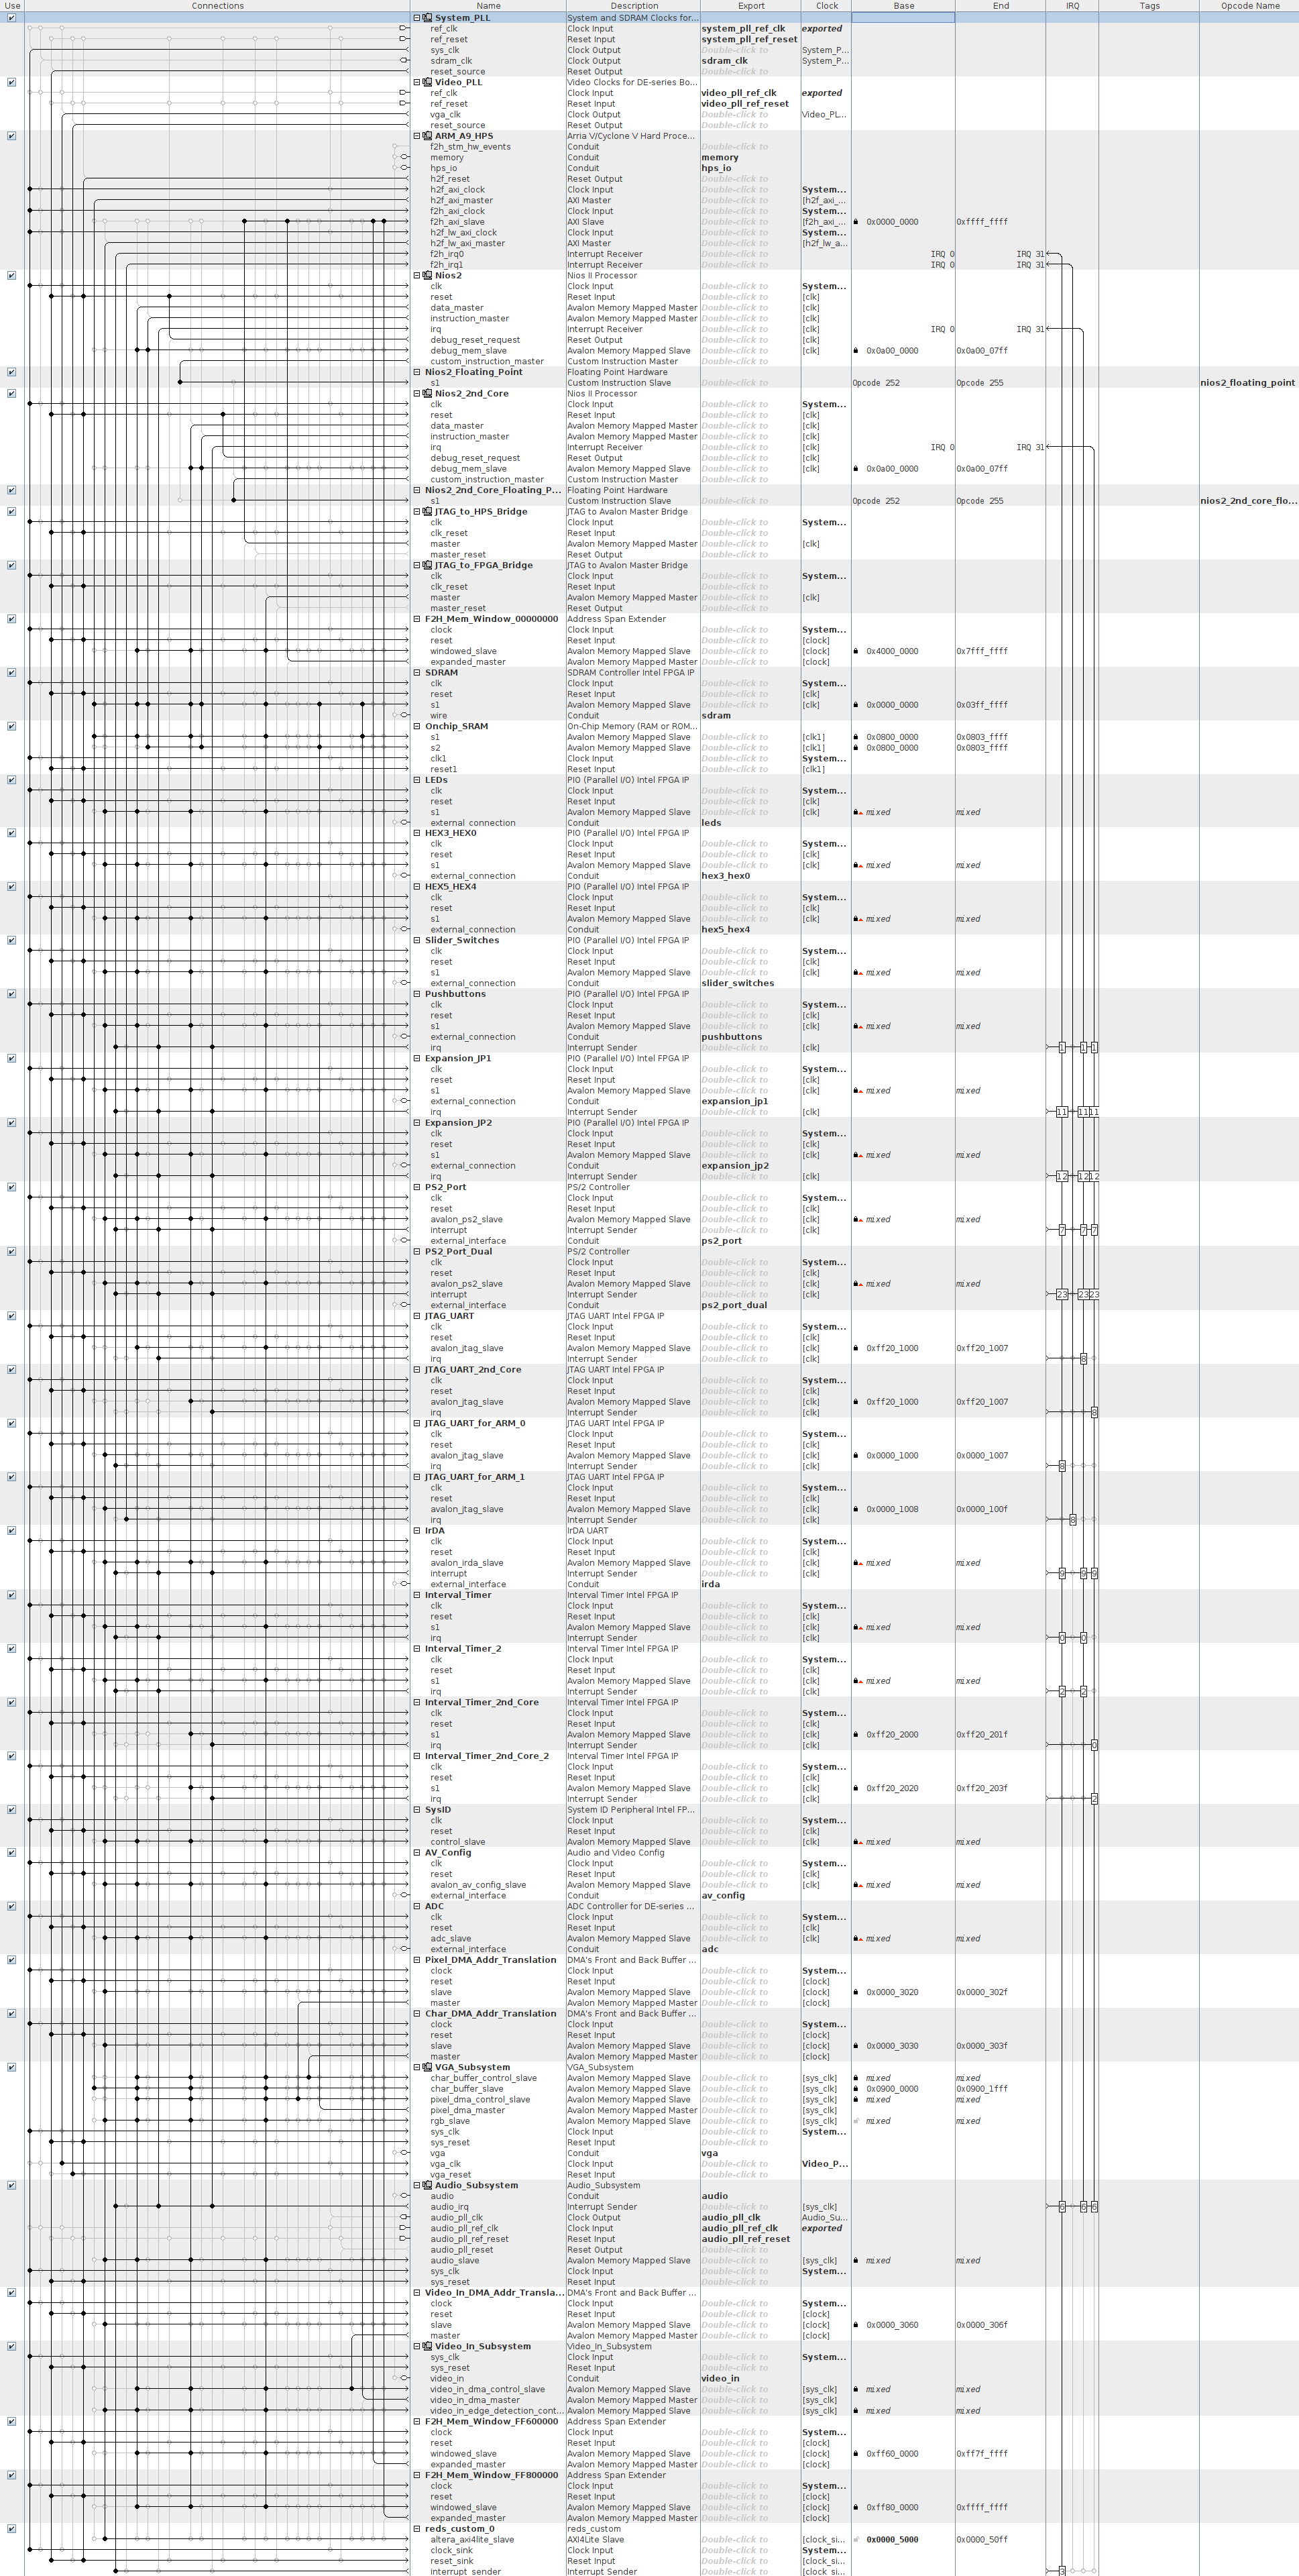 Use Connections Name Description Export Clock Base End IRQ Tags Opcode Name
System_PLL System and SDRAM Clocks for...
ref_clk Clock Input system_pll_ref_clk exported
ref_reset Reset Input system_pll_ref_reset
sys_clk Clock Output Double-click to System_P...
sdram_clk Clock Output sdram_clk System_P...
reset_source Reset Output Double-click to
Video_PLL Video Clocks for DE-series Bo...
ref_clk Clock Input video_pll_ref_clk exported
ref_reset Reset Input video_pll_ref_reset
vga_clk Clock Output Double-click to Video_PL...
reset_source Reset Output Double-click to
ARM_A9_HPS Arria V/Cyclone V Hard Proce...
f2h_stm_hw_events Conduit Double-click to
memory Conduit memory
hps_io Conduit hps_io
h2f_reset Reset Output Double-click to
h2f_axi_clock Clock Input Double-click to System...
h2f_axi_master AXI Master Double-click to [h2f_axi_...
f2h_axi_clock Clock Input Double-click to System...
f2h_axi_slave AXI Slave Double-click to [f2h_axi_... 0x0000_0000 0xffff_ffff
h2f_lw_axi_clock Clock Input Double-click to System...
h2f_lw_axi_master AXI Master Double-click to [h2f_lw_a...
f2h_irq0 Interrupt Receiver Double-click to IRQ 0 IRQ 31
f2h_irq1 Interrupt Receiver Double-click to IRQ 0 IRQ 31
Nios2 Nios II Processor
clk Clock Input Double-click to System...
reset Reset Input Double-click to [clk]
data_master Avalon Memory Mapped Master Double-click to [clk]
instruction_master Avalon Memory Mapped Master Double-click to [clk]
irq Interrupt Receiver Double-click to [clk] IRQ 0 IRQ 31
debug_reset_request Reset Output Double-click to [clk]
debug_mem_slave Avalon Memory Mapped Slave Double-click to [clk] 0x0a00_0000 0x0a00_07ff
custom_instruction_master Custom Instruction Master Double-click to
Nios2_Floating_Point Floating Point Hardware
s1 Custom Instruction Slave Double-click to Opcode 252 Opcode 255 nios2_floating_point
Nios2_2nd_Core Nios II Processor
clk Clock Input Double-click to System...
reset Reset Input Double-click to [clk]
data_master Avalon Memory Mapped Master Double-click to [clk]
instruction_master Avalon Memory Mapped Master Double-click to [clk]
irq Interrupt Receiver Double-click to [clk] IRQ 0 IRQ 31
debug_reset_request Reset Output Double-click to [clk]
debug_mem_slave Avalon Memory Mapped Slave Double-click to [clk] 0x0a00_0000 0x0a00_07ff
custom_instruction_master Custom Instruction Master Double-click to
Nios2_2nd_Core_Floating_P... Floating Point Hardware
s1 Custom Instruction Slave Double-click to Opcode 252 Opcode 255 nios2_2nd_core_flo...
JTAG_to_HPS_Bridge JTAG to Avalon Master Bridge
clk Clock Input Double-click to System...
clk_reset Reset Input Double-click to
master Avalon Memory Mapped Master Double-click to [clk]
master_reset Reset Output Double-click to
JTAG_to_FPGA_Bridge JTAG to Avalon Master Bridge
clk Clock Input Double-click to System...
clk_reset Reset Input Double-click to
master Avalon Memory Mapped Master Double-click to [clk]
master_reset Reset Output Double-click to
F2H_Mem_Window_00000000 Address Span Extender
clock Clock Input Double-click to System...
reset Reset Input Double-click to [clock]
windowed_slave Avalon Memory Mapped Slave Double-click to [clock] 0x4000_0000 0x7fff_ffff
expanded_master Avalon Memory Mapped Master Double-click to [clock]
SDRAM SDRAM Controller Intel FPGA IP
clk Clock Input Double-click to System...
reset Reset Input Double-click to [clk]
s1 Avalon Memory Mapped Slave Double-click to [clk] 0x0000_0000 0x03ff_ffff
wire Conduit sdram
Onchip_SRAM On-Chip Memory (RAM or ROM...
s1 Avalon Memory Mapped Slave Double-click to [clk1] 0x0800_0000 0x0803_ffff
s2 Avalon Memory Mapped Slave Double-click to [clk1] 0x0800_0000 0x0803_ffff
clk1 Clock Input Double-click to System...
reset1 Reset Input Double-click to [clk1]
LEDs PIO (Parallel I/O) Intel FPGA IP
clk Clock Input Double-click to System...
reset Reset Input Double-click to [clk]
s1 Avalon Memory Mapped Slave Double-click to [clk] mixed mixed
external_connection Conduit leds
HEX3_HEX0 PIO (Parallel I/O) Intel FPGA IP
clk Clock Input Double-click to System...
reset Reset Input Double-click to [clk]
s1 Avalon Memory Mapped Slave Double-click to [clk] mixed mixed
external_connection Conduit hex3_hex0
HEX5_HEX4 PIO (Parallel I/O) Intel FPGA IP
clk Clock Input Double-click to System...
reset Reset Input Double-click to [clk]
s1 Avalon Memory Mapped Slave Double-click to [clk] mixed mixed
external_connection Conduit hex5_hex4
Slider_Switches PIO (Parallel I/O) Intel FPGA IP
clk Clock Input Double-click to System...
reset Reset Input Double-click to [clk]
s1 Avalon Memory Mapped Slave Double-click to [clk] mixed mixed
external_connection Conduit slider_switches
Pushbuttons PIO (Parallel I/O) Intel FPGA IP
clk Clock Input Double-click to System...
reset Reset Input Double-click to [clk]
s1 Avalon Memory Mapped Slave Double-click to [clk] mixed mixed
external_connection Conduit pushbuttons
irq Interrupt Sender Double-click to [clk] 1 1 1
Expansion_JP1 PIO (Parallel I/O) Intel FPGA IP
clk Clock Input Double-click to System...
reset Reset Input Double-click to [clk]
s1 Avalon Memory Mapped Slave Double-click to [clk] mixed mixed
external_connection Conduit expansion_jp1
irq Interrupt Sender Double-click to [clk] 11 11 11
Expansion_JP2 PIO (Parallel I/O) Intel FPGA IP
clk Clock Input Double-click to System...
reset Reset Input Double-click to [clk]
s1 Avalon Memory Mapped Slave Double-click to [clk] mixed mixed
external_connection Conduit expansion_jp2
irq Interrupt Sender Double-click to [clk] 12 12 12
PS2_Port PS/2 Controller
clk Clock Input Double-click to System...
reset Reset Input Double-click to [clk]
avalon_ps2_slave Avalon Memory Mapped Slave Double-click to [clk] mixed mixed
interrupt Interrupt Sender Double-click to [clk] 7 7 7
external_interface Conduit ps2_port
PS2_Port_Dual PS/2 Controller
clk Clock Input Double-click to System...
reset Reset Input Double-click to [clk]
avalon_ps2_slave Avalon Memory Mapped Slave Double-click to [clk] mixed mixed
interrupt Interrupt Sender Double-click to [clk] 23 23 23
external_interface Conduit ps2_port_dual
JTAG_UART JTAG UART Intel FPGA IP
clk Clock Input Double-click to System...
reset Reset Input Double-click to [clk]
avalon_jtag_slave Avalon Memory Mapped Slave Double-click to [clk] 0xff20_1000 0xff20_1007
irq Interrupt Sender Double-click to [clk] 8
JTAG_UART_2nd_Core JTAG UART Intel FPGA IP
clk Clock Input Double-click to System...
reset Reset Input Double-click to [clk]
avalon_jtag_slave Avalon Memory Mapped Slave Double-click to [clk] 0xff20_1000 0xff20_1007
irq Interrupt Sender Double-click to [clk] 8
JTAG_UART_for_ARM_0 JTAG UART Intel FPGA IP
clk Clock Input Double-click to System...
reset Reset Input Double-click to [clk]
avalon_jtag_slave Avalon Memory Mapped Slave Double-click to [clk] 0x0000_1000 0x0000_1007
irq Interrupt Sender Double-click to [clk] 8
JTAG_UART_for_ARM_1 JTAG UART Intel FPGA IP
clk Clock Input Double-click to System...
reset Reset Input Double-click to [clk]
avalon_jtag_slave Avalon Memory Mapped Slave Double-click to [clk] 0x0000_1008 0x0000_100f
irq Interrupt Sender Double-click to [clk] 8
IrDA IrDA UART
clk Clock Input Double-click to System...
reset Reset Input Double-click to [clk]
avalon_irda_slave Avalon Memory Mapped Slave Double-click to [clk] mixed mixed
interrupt Interrupt Sender Double-click to [clk] 9 9 9
external_interface Conduit irda
Interval_Timer Interval Timer Intel FPGA IP
clk Clock Input Double-click to System...
reset Reset Input Double-click to [clk]
s1 Avalon Memory Mapped Slave Double-click to [clk] mixed mixed
irq Interrupt Sender Double-click to [clk] 0 0
Interval_Timer_2 Interval Timer Intel FPGA IP
clk Clock Input Double-click to System...
reset Reset Input Double-click to [clk]
s1 Avalon Memory Mapped Slave Double-click to [clk] mixed mixed
irq Interrupt Sender Double-click to [clk] 2 2
Interval_Timer_2nd_Core Interval Timer Intel FPGA IP
clk Clock Input Double-click to System...
reset Reset Input Double-click to [clk]
s1 Avalon Memory Mapped Slave Double-click to [clk] 0xff20_2000 0xff20_201f
irq Interrupt Sender Double-click to [clk] 0
Interval_Timer_2nd_Core_2 Interval Timer Intel FPGA IP
clk Clock Input Double-click to System...
reset Reset Input Double-click to [clk]
s1 Avalon Memory Mapped Slave Double-click to [clk] 0xff20_2020 0xff20_203f
irq Interrupt Sender Double-click to [clk] 2
SysID System ID Peripheral Intel FP...
clk Clock Input Double-click to System...
reset Reset Input Double-click to [clk]
control_slave Avalon Memory Mapped Slave Double-click to [clk] mixed mixed
AV_Config Audio and Video Config
clk Clock Input Double-click to System...
reset Reset Input Double-click to [clk]
avalon_av_config_slave Avalon Memory Mapped Slave Double-click to [clk] mixed mixed
external_interface Conduit av_config
ADC ADC Controller for DE-series ...
clk Clock Input Double-click to System...
reset Reset Input Double-click to [clk]
adc_slave Avalon Memory Mapped Slave Double-click to [clk] mixed mixed
external_interface Conduit adc
Pixel_DMA_Addr_Translation DMA's Front and Back Buffer ...
clock Clock Input Double-click to System...
reset Reset Input Double-click to [clock]
slave Avalon Memory Mapped Slave Double-click to [clock] 0x0000_3020 0x0000_302f
master Avalon Memory Mapped Master Double-click to [clock]
Char_DMA_Addr_Translation DMA's Front and Back Buffer ...
clock Clock Input Double-click to System...
reset Reset Input Double-click to [clock]
slave Avalon Memory Mapped Slave Double-click to [clock] 0x0000_3030 0x0000_303f
master Avalon Memory Mapped Master Double-click to [clock]
VGA_Subsystem VGA_Subsystem
char_buffer_control_slave Avalon Memory Mapped Slave Double-click to [sys_clk] mixed mixed
char_buffer_slave Avalon Memory Mapped Slave Double-click to [sys_clk] 0x0900_0000 0x0900_1fff
pixel_dma_control_slave Avalon Memory Mapped Slave Double-click to [sys_clk] mixed mixed
pixel_dma_master Avalon Memory Mapped Master Double-click to [sys_clk]
rgb_slave Avalon Memory Mapped Slave Double-click to [sys_clk] mixed mixed
sys_clk Clock Input Double-click to System...
sys_reset Reset Input Double-click to
vga Conduit vga
vga_clk Clock Input Double-click to Video_P...
vga_reset Reset Input Double-click to
Audio_Subsystem Audio_Subsystem
audio Conduit audio
audio_irq Interrupt Sender Double-click to [sys_clk] 6 6 6
audio_pll_clk Clock Output audio_pll_clk Audio_Su...
audio_pll_ref_clk Clock Input audio_pll_ref_clk exported
audio_pll_ref_reset Reset Input audio_pll_ref_reset
audio_pll_reset Reset Output Double-click to
audio_slave Avalon Memory Mapped Slave Double-click to [sys_clk] mixed mixed
sys_clk Clock Input Double-click to System...
sys_reset Reset Input Double-click to
Video_In_DMA_Addr_Transla... DMA's Front and Back Buffer ...
clock Clock Input Double-click to System...
reset Reset Input Double-click to [clock]
slave Avalon Memory Mapped Slave Double-click to [clock] 0x0000_3060 0x0000_306f
master Avalon Memory Mapped Master Double-click to [clock]
Video_In_Subsystem Video_In_Subsystem
sys_clk Clock Input Double-click to System...
sys_reset Reset Input Double-click to
video_in Conduit video_in
video_in_dma_control_slave Avalon Memory Mapped Slave Double-click to [sys_clk] mixed mixed
video_in_dma_master Avalon Memory Mapped Master Double-click to [sys_clk]
video_in_edge_detection_cont... Avalon Memory Mapped Slave Double-click to [sys_clk] mixed mixed
F2H_Mem_Window_FF600000 Address Span Extender
clock Clock Input Double-click to System...
reset Reset Input Double-click to [clock]
windowed_slave Avalon Memory Mapped Slave Double-click to [clock] 0xff60_0000 0xff7f_ffff
expanded_master Avalon Memory Mapped Master Double-click to [clock]
F2H_Mem_Window_FF800000 Address Span Extender
clock Clock Input Double-click to System...
reset Reset Input Double-click to [clock]
windowed_slave Avalon Memory Mapped Slave Double-click to [clock] 0xff80_0000 0xffff_ffff
expanded_master Avalon Memory Mapped Master Double-click to [clock]
reds_custom_0 reds_custom
altera_axi4lite_slave AXI4Lite Slave Double-click to [clock_si... 0x0000_5000 0x0000_50ff
clock_sink Clock Input Double-click to System...
reset_sink Reset Input Double-click to [clock_si...
interrupt_sender Interrupt Sender Double-click to [clock_si... 3